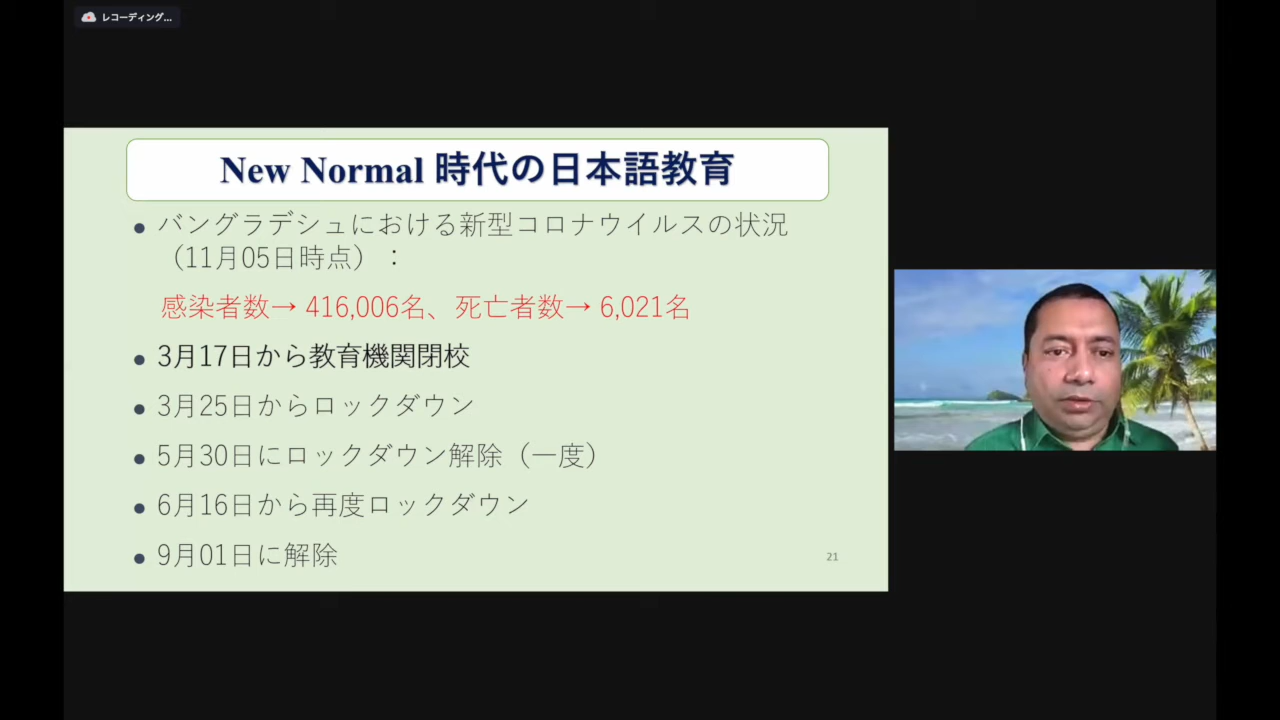 レコーディング...
New Normal 時代の日本語教育
● バングラデシュにおける新型コロナウイルスの状況
（11月05日時点）：
感染者数→ 416,006名、死亡者数→ 6,021名
● 3月17日から教育機関閉校
● 3月25日からロックダウン
● 5月30日にロックダウン解除（一度）
● 6月16日から再度ロックダウン
● 9月01日に解除
21